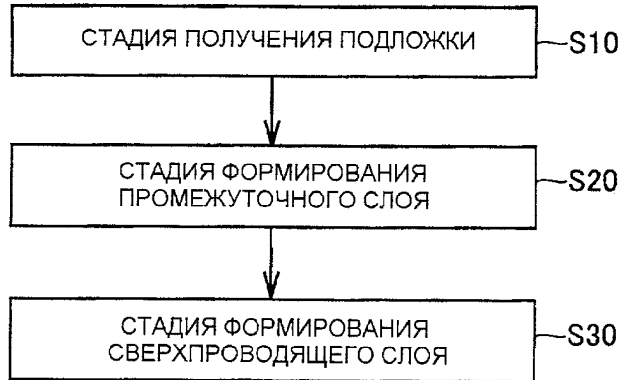 СТАДИЯ ПОЛУЧЕНИЯ ПОДЛОЖКИ S10
СТАДИЯ ФОРМИРОВАНИЯ
ПРОМЕЖУТОЧНОГО СЛОЯ S20
СТАДИЯ ФОРМИРОВАНИЯ
СВЕРХПРОВОДЯЩЕГО СЛОЯ S30